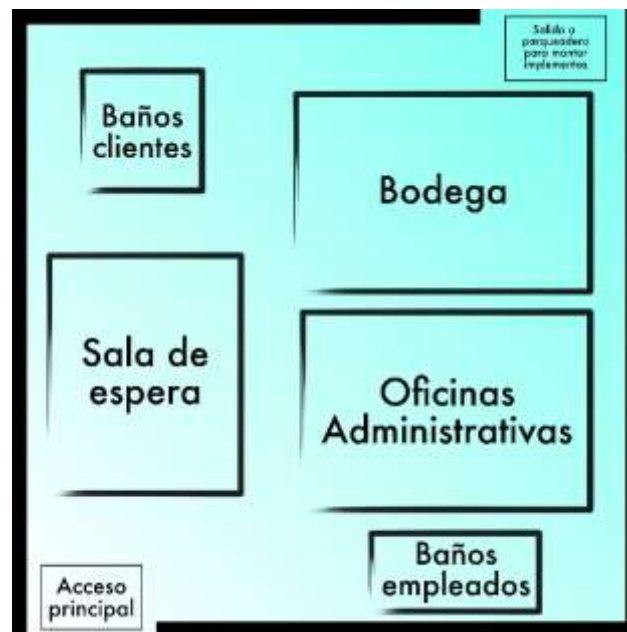 Salida a
parqueadero
para montar
implementos
Baños
clientes
Bodega
Sala de
espera
Oficinas
Administrativas
Baños
empleados
Acceso
principal